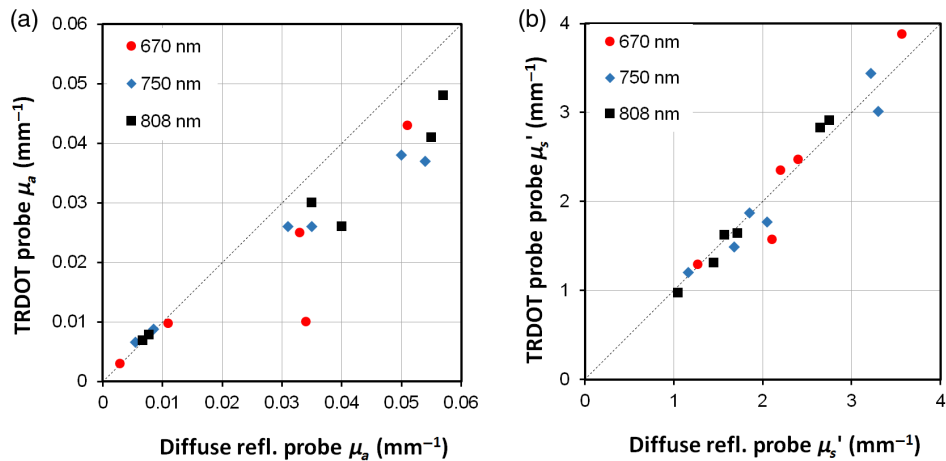 (a)
0.06
0.05
0.04
0.03
0.02
0.01
0
TRDOT probe μa (mm−1)
670 nm
750 nm
808 nm
0
0.01
0.02
0.03
0.04
0.05
0.06
Diffuse refl. probe μa (mm−1)
(b)
4
3
2
1
0
TRDOT probe probe μs' (mm−1)
670 nm
750 nm
808 nm
0
1
2
3
4
Diffuse refl. probe μs' (mm−1)